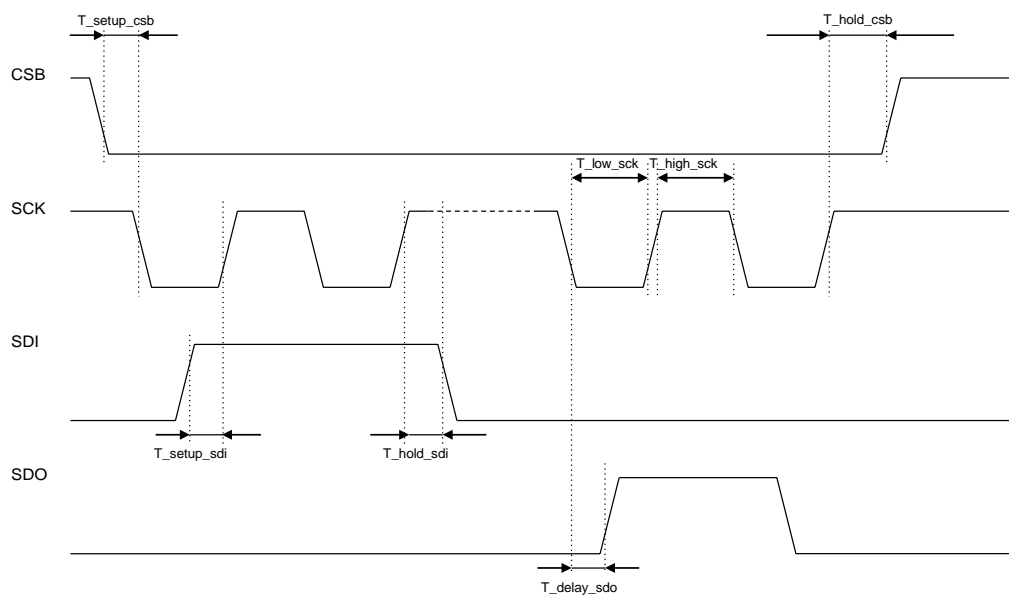 T_setup_csb
T_hold_csb
CSB
T_low_sck
T_high_sck
SCK
SDI
T_setup_sdi
T_hold_sdi
SDO
T_delay_sdo